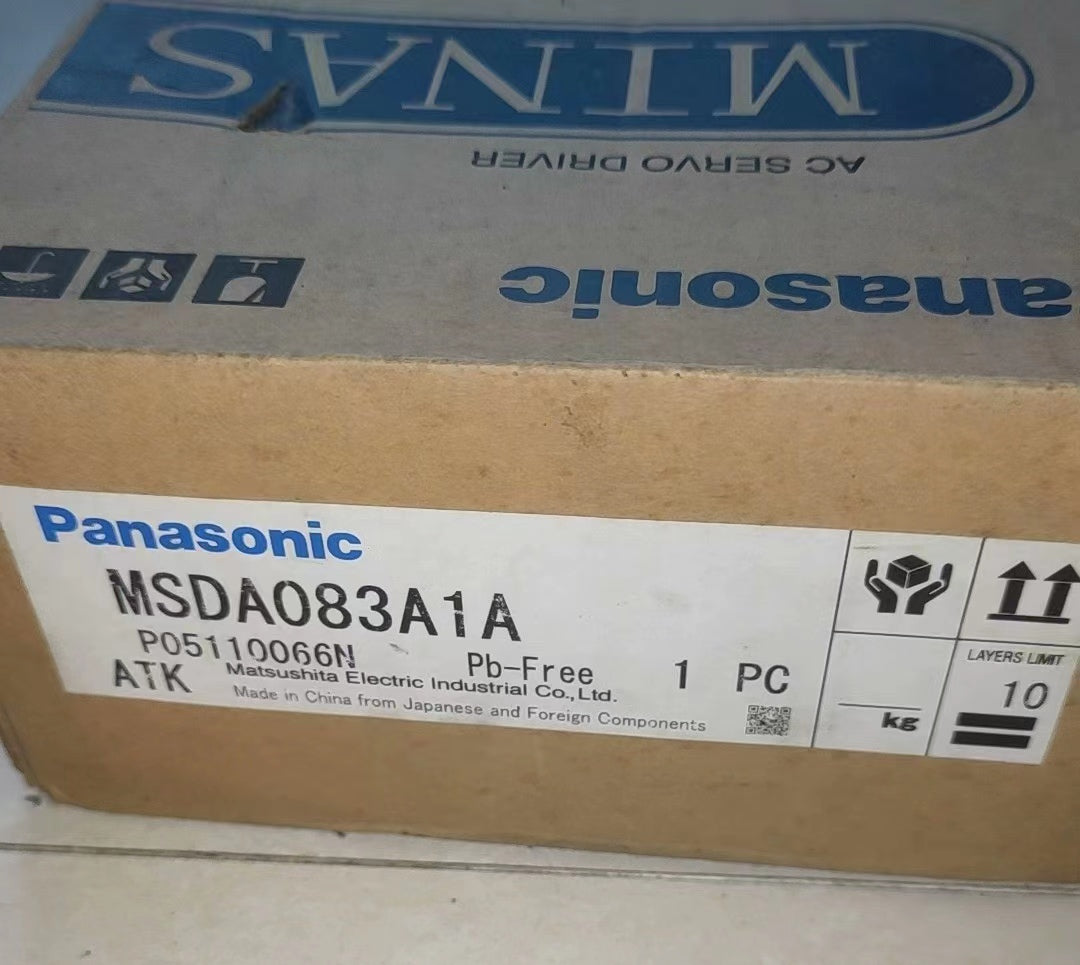 MINAS
AC SERVO DRIVER
anasonic
Panasonic
MSDA083A1A
P05110066N
Pb-Free
1 PC
ATK
Matsushita Electric Industrial Co.,Ltd.
Made in China from Japanese and Foreign Components
kg
LAYERS LIMIT
10